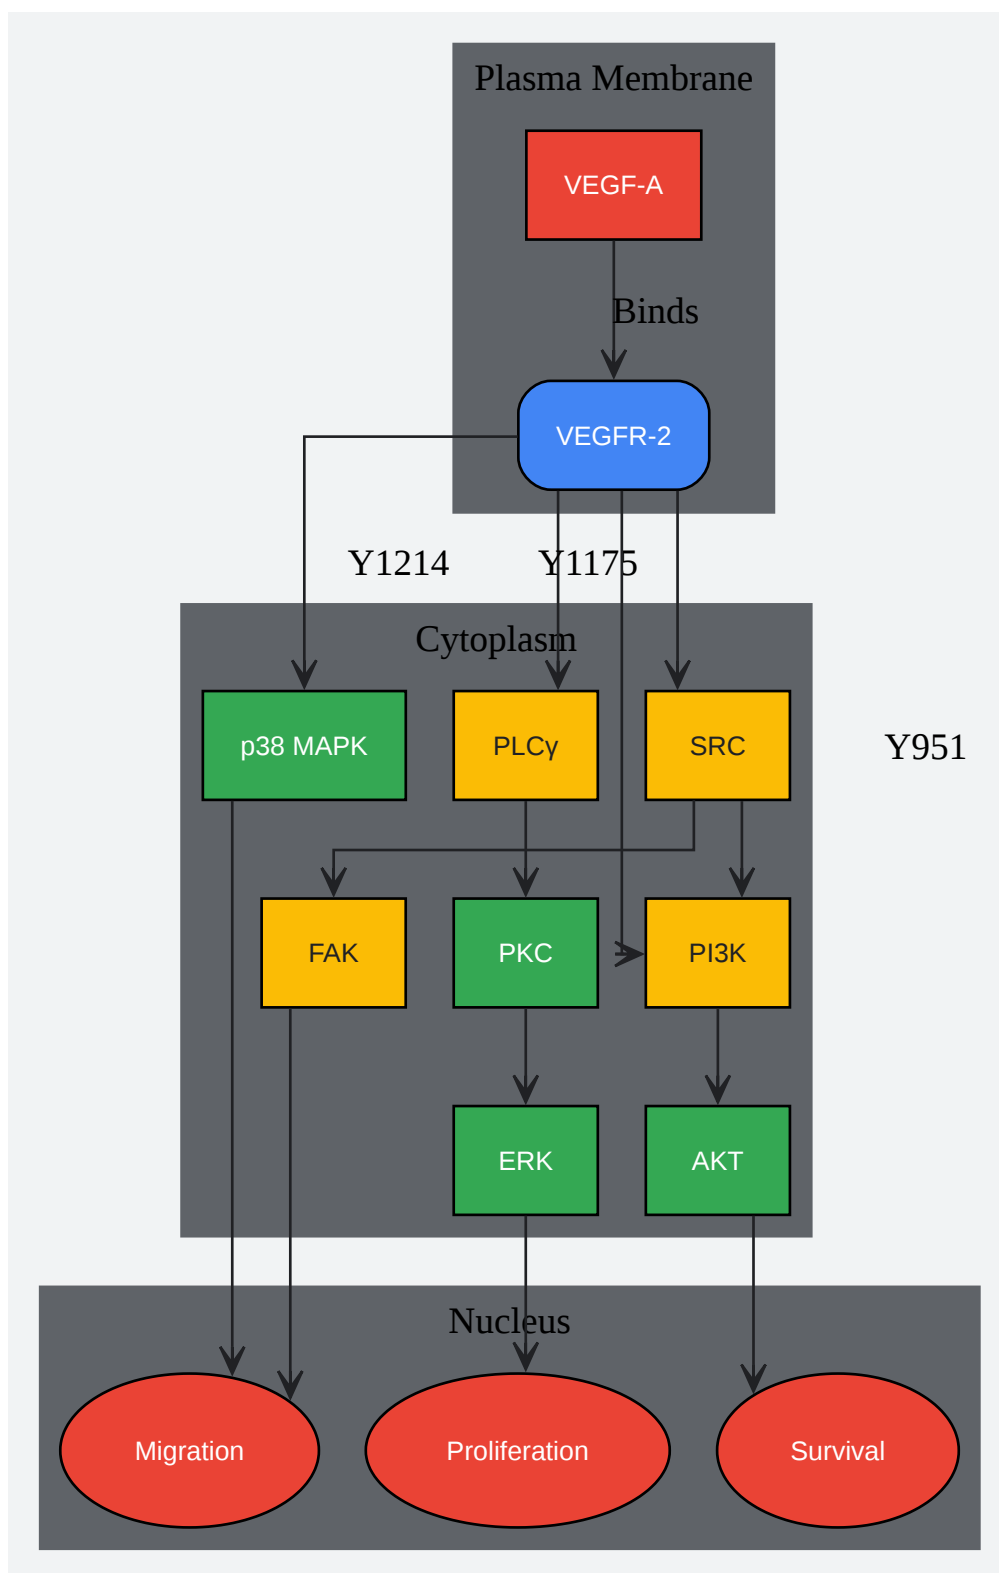 Plasma Membrane
VEGF-A
Binds
VEGFR-2
Y1214
Y1175
Cytoplasm
p38 MAPK
PLCγ
SRC
Y951
FAK
PKC
PI3K
ERK
AKT
Nucleus
Migration
Proliferation
Survival